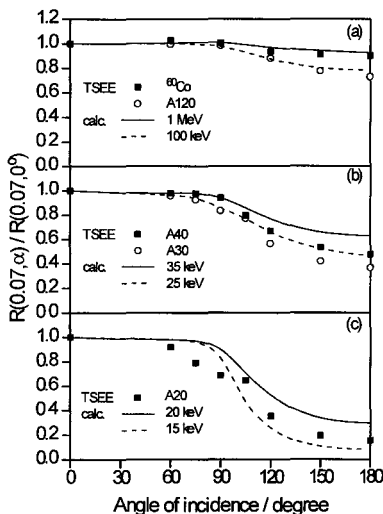 (a)
1.2
1.0
0.8
0.6
0.4
0.2
0.0
TSEE ■ ⁶⁰Co
○ A120
calc. — 1 MeV
- - - 100 keV
(b)
1.0
0.8
0.6
0.4
0.2
0.0
TSEE ■ A40
○ A30
calc. — 35 keV
- - - 25 keV
(c)
1.0
0.8
0.6
0.4
0.2
0.0
TSEE ■ A20
calc. — 20 keV
- - - 15 keV
R(0.07,α) / R(0.07,0°)
0 30 60 90 120 150 180
Angle of incidence / degree